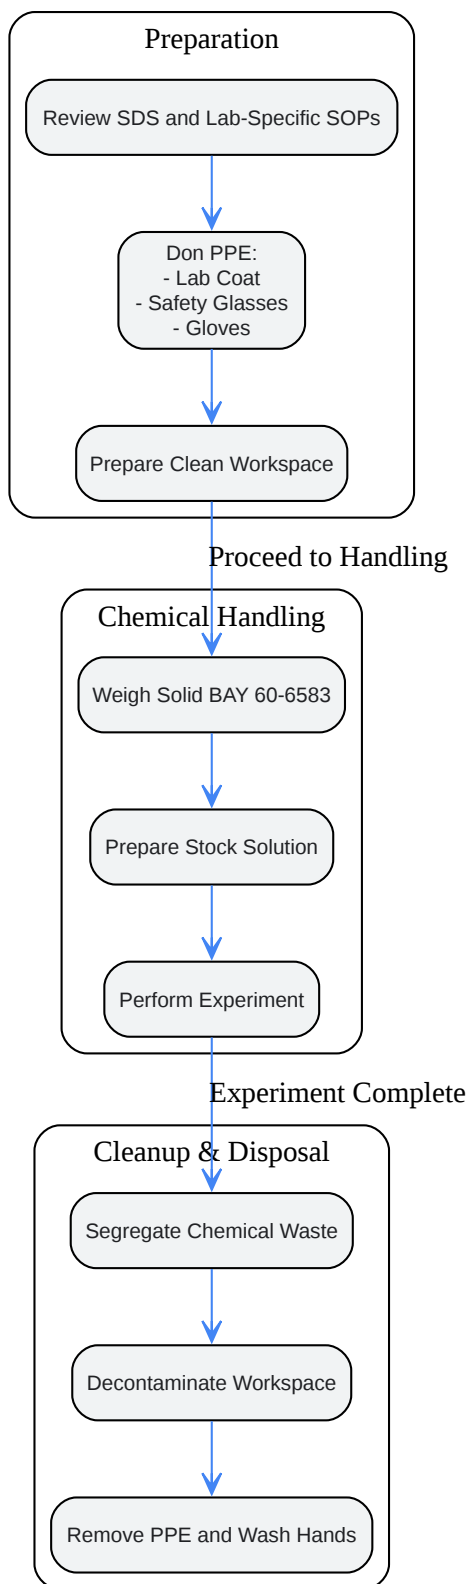 Preparation
Review SDS and Lab-Specific SOPs
Don PPE:
- Lab Coat
- Safety Glasses
- Gloves
Prepare Clean Workspace
Proceed to Handling
Chemical Handling
Weigh Solid BAY 60-6583
Prepare Stock Solution
Perform Experiment
Experiment Complete
Cleanup & Disposal
Segregate Chemical Waste
Decontaminate Workspace
Remove PPE and Wash Hands